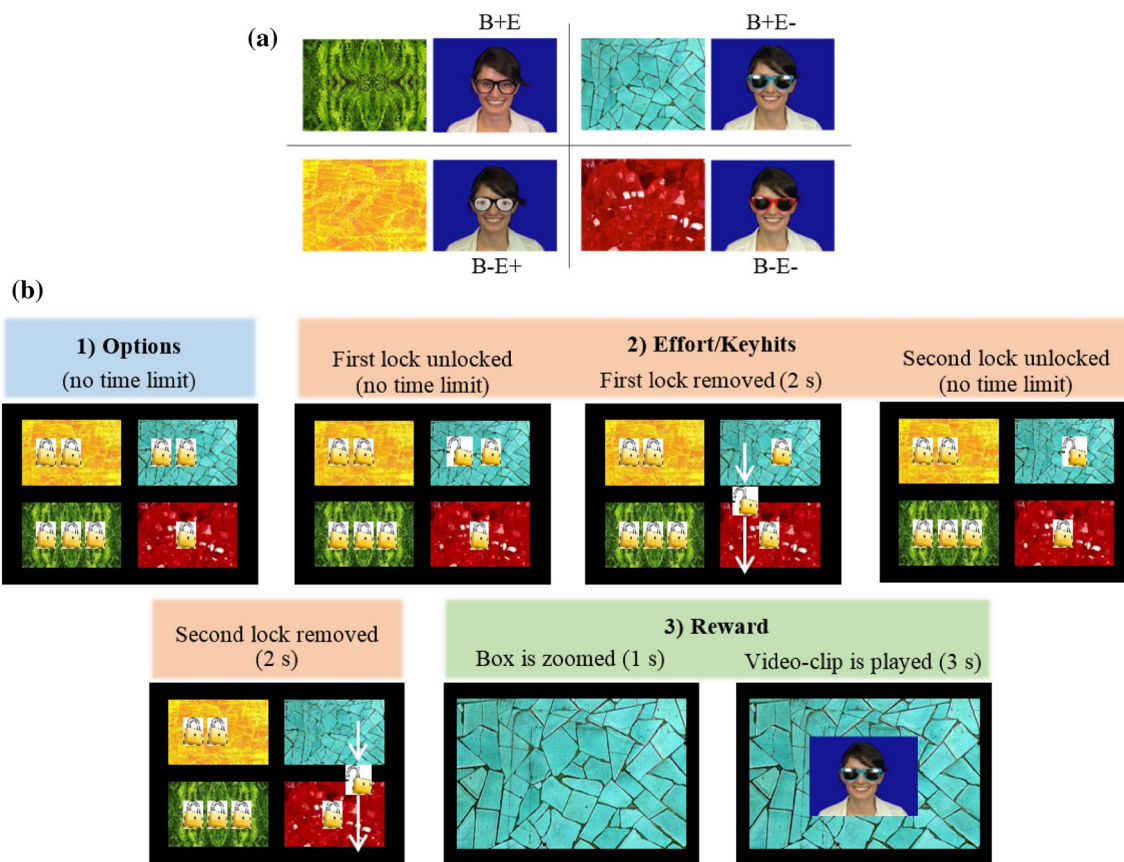 (a)
B+E
B+E-
B-E+
B-E-
(b)
1) Options
(no time limit)
2) Effort/Keyhits
First lock unlocked
(no time limit)
First lock removed (2 s)
Second lock unlocked
(no time limit)
Second lock removed
(2 s)
3) Reward
Box is zoomed (1 s)
Video-clip is played (3 s)